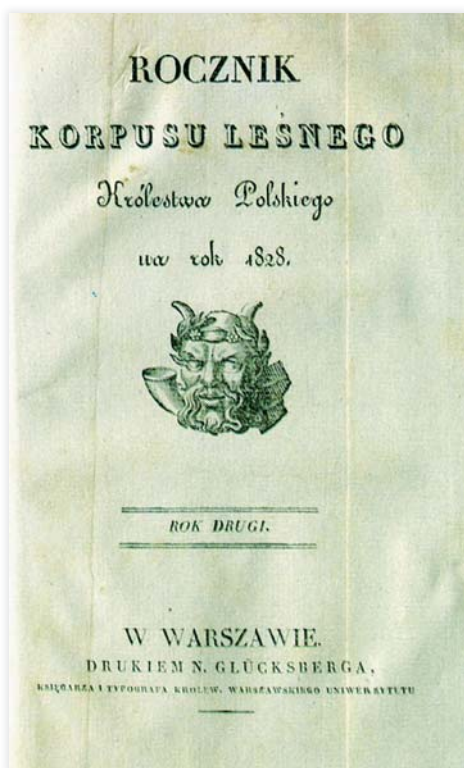 ROCZNIK
KORPUSU LEŚNEGO
Królestwa Polskiego
na rok 1828.
ROK DRUGI.
W WARSZAWIE.
DRUKIEM N. GLÜCKSBERGA,
KSIĘGARZA I TYPOGRAFA KRÓLEW. WARSZAWSKIEGO UNIWERSYTETU